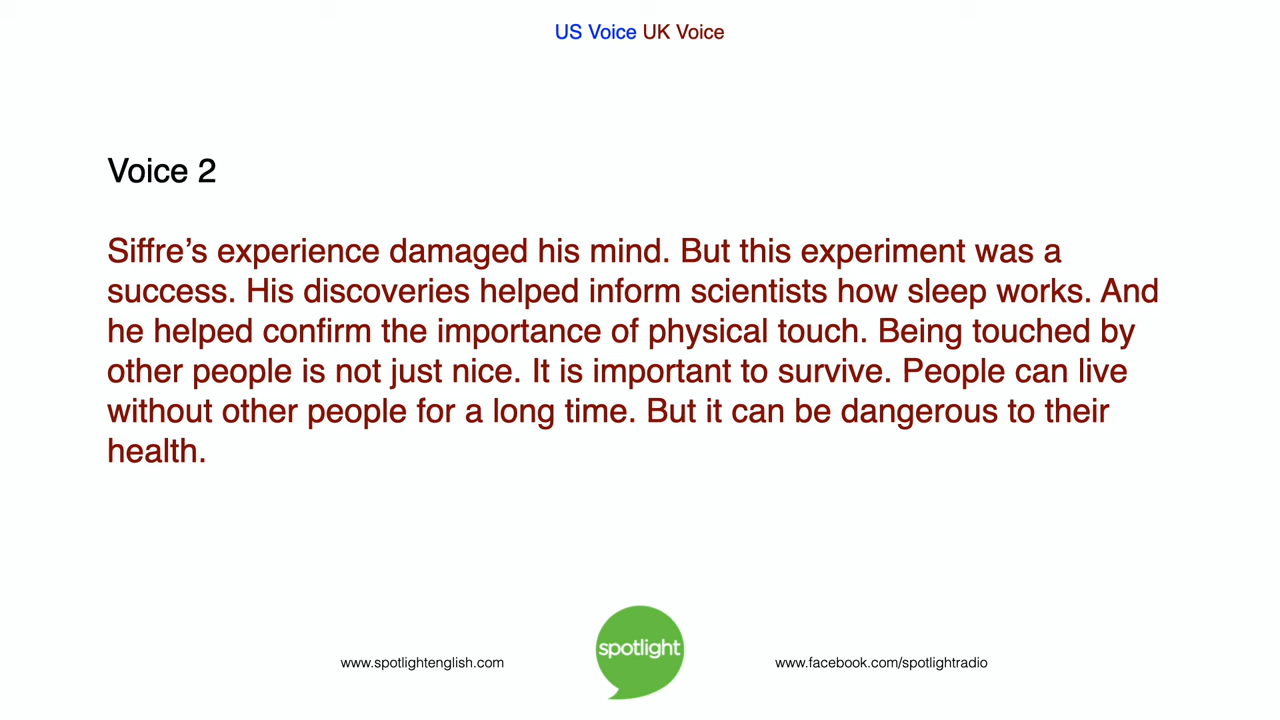 US Voice UK Voice
Voice 2
Siffre’s experience damaged his mind. But this experiment was a
success. His discoveries helped inform scientists how sleep works. And
he helped confirm the importance of physical touch. Being touched by
other people is not just nice. It is important to survive. People can live
without other people for a long time. But it can be dangerous to their
health.
www.spotlightenglish.com
spotlight
www.facebook.com/spotlightradio